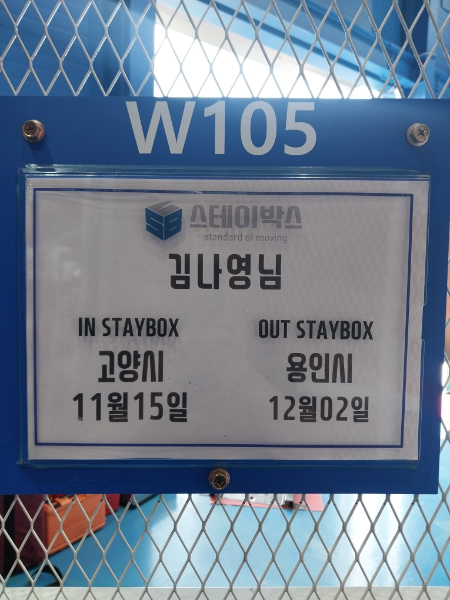 W105
스테이박스
standard of moving
김나영님
IN STAYBOX OUT STAYBOX
고양시 용인시
11월15일 12월02일